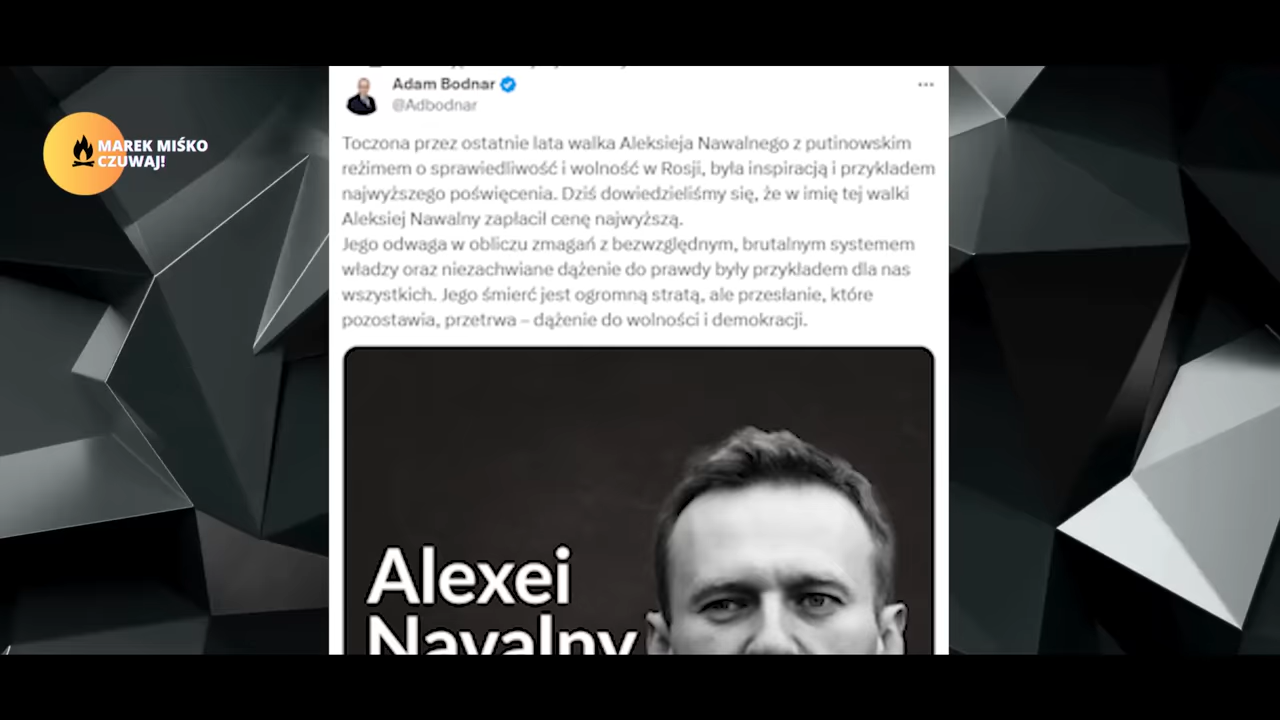 MAREK MIŚKO
CZUWAJ!
Adam Bodnar
@Adbodnar
Toczona przez ostatnie lata walka Aleksieja Nawalnego z putinowskim
reżimem o sprawiedliwość i wolność w Rosji, była inspiracją i przykładem
najwyższego poświęcenia. Dziś dowiedzieliśmy się, że w imię tej walki
Aleksiej Nawalny zapłacił cenę najwyższą.
Jego odwaga w obliczu zmagań z bezwzględnym, brutalnym systemem
władzy oraz niezachwiane dążenie do prawdy były przykładem dla nas
wszystkich. Jego śmierć jest ogromną stratą, ale przesłanie, które
pozostawia, przetrwa – dążenie do wolności i demokracji.
Alexei
Navalny